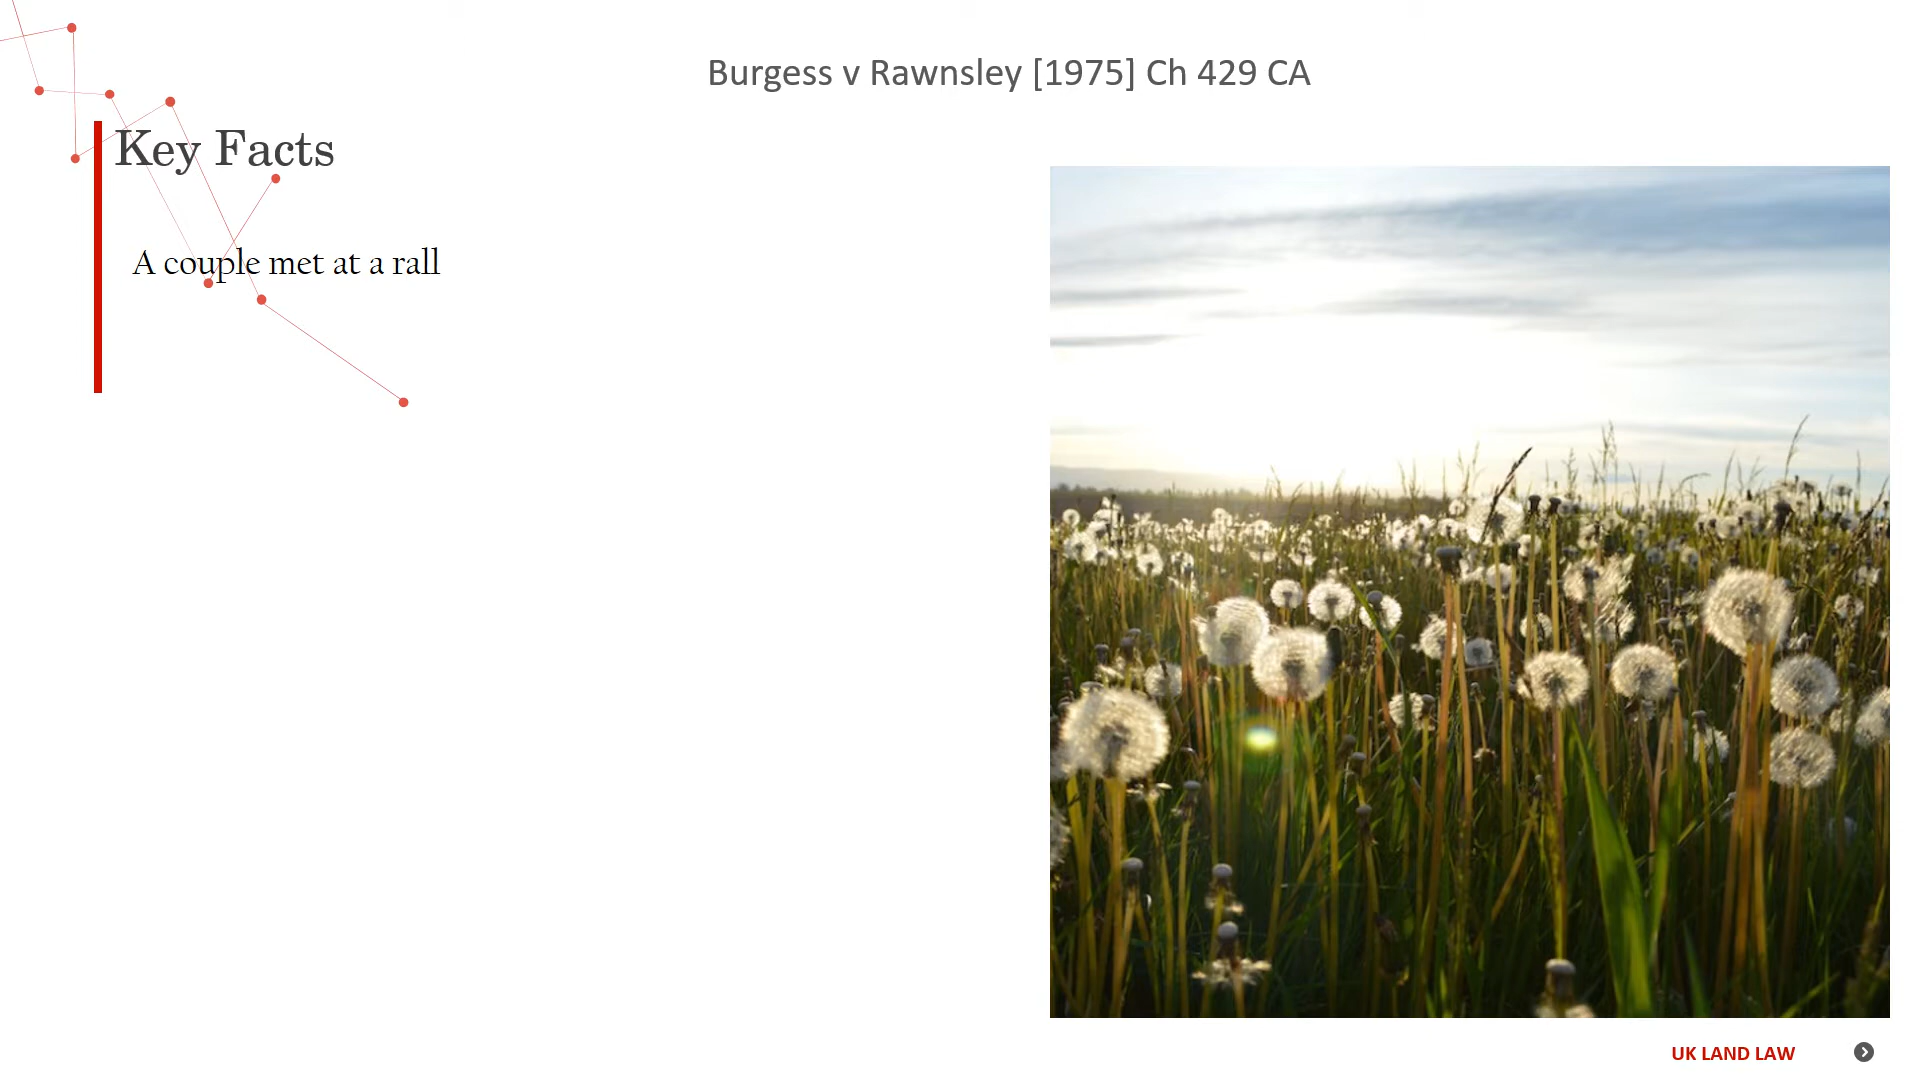 Burgess v Rawnsley [1975] Ch 429 CA
Key Facts
A couple met at a rall
UK LAND LAW